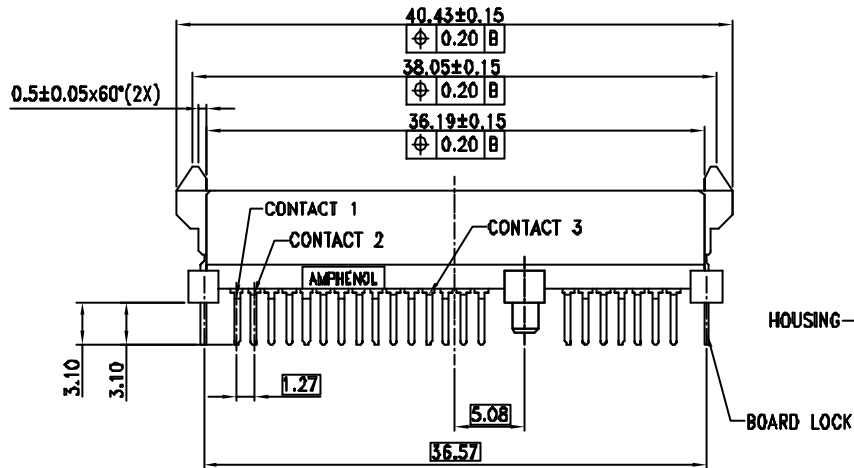 40.43±0.15
⌖ 0.20 B
38.05±0.15
0.5±0.05x60°(2X)
⌖ 0.20 B
36.19±0.15
⌖ 0.20 B
CONTACT 1
CONTACT 3
CONTACT 2
AMPHENOL
HOUSING
3.10
3.10
1.27
5.08
BOARD LOCK
36.57